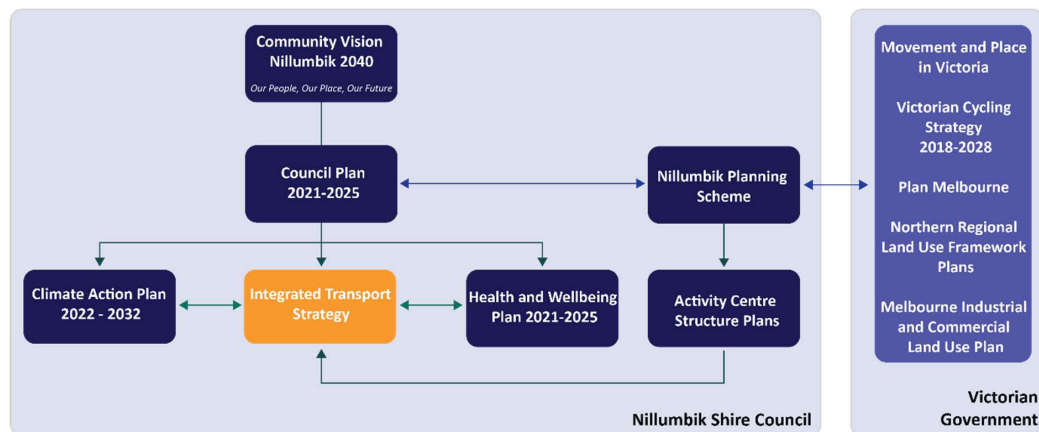 Community Vision
Nillumbik 2040
Our People, Our Place, Our Future
Council Plan
2021-2025
Nillumbik Planning
Scheme
Climate Action Plan
2022 - 2032
Integrated Transport
Strategy
Health and Wellbeing
Plan 2021-2025
Activity Centre
Structure Plans
Nillumbik Shire Council
Movement and Place
in Victoria
Victorian Cycling
Strategy
2018-2028
Plan Melbourne
Northern Regional
Land Use Framework
Plans
Melbourne Industrial
and Commercial
Land Use Plan
Victorian
Government